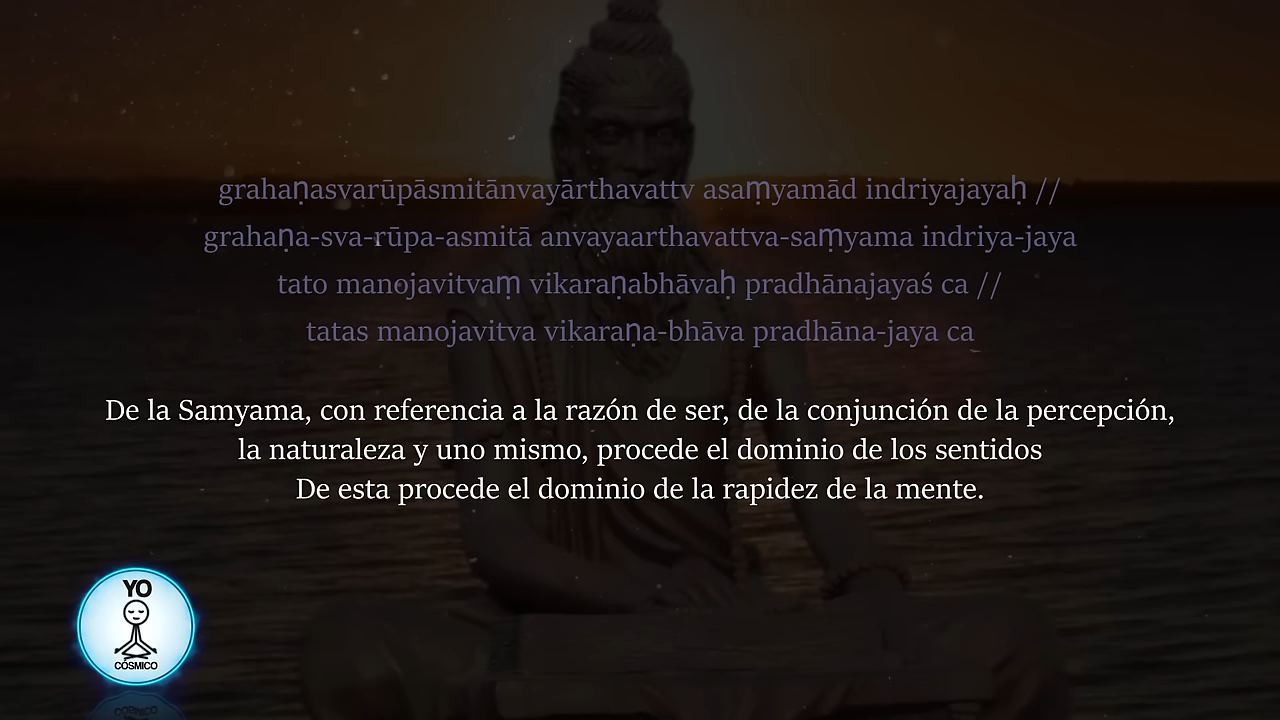 grahaṇasvarūpāsmitānvayārthavattv asaṃyamād indriyajayaḥ //
grahaṇa-sva-rūpa-asmitā anvayaarthavattva-saṃyama indriya-jaya
tato manojavitvaṃ vikaraṇabhāvaḥ pradhānajayaś ca //
tatas manojavitva vikaraṇa-bhāva pradhāna-jaya ca
De la Samyama, con referencia a la razón de ser, de la conjunción de la percepción,
la naturaleza y uno mismo, procede el dominio de los sentidos
De esta procede el dominio de la rapidez de la mente.
YO
CÓSMICO